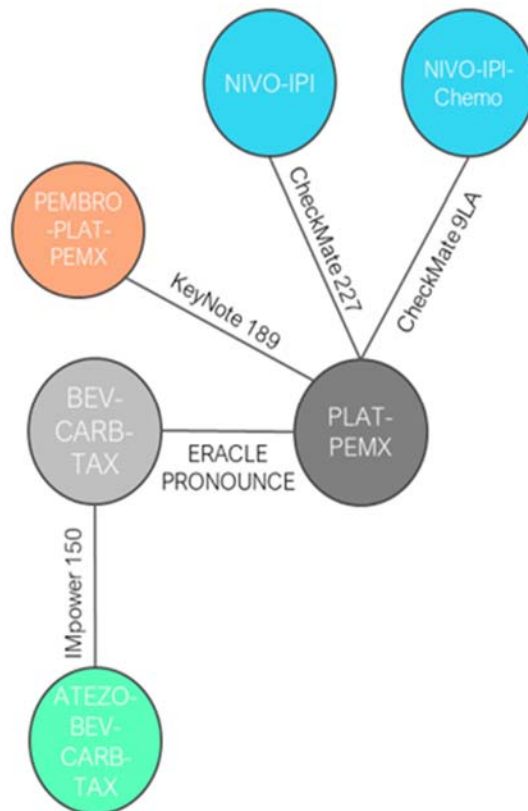 NIVO-IPI
NIVO-IPI-
Chemo
PEMBRO
-PLAT-
PEMX
CheckMate 227
CheckMate 9LA
KeyNote 189
BEV-
CARB-
TAX
ERACLE
PRONOUNCE
PLAT-
PEMX
IMpower 150
ATEZO-
BEV-
CARB-
TAX